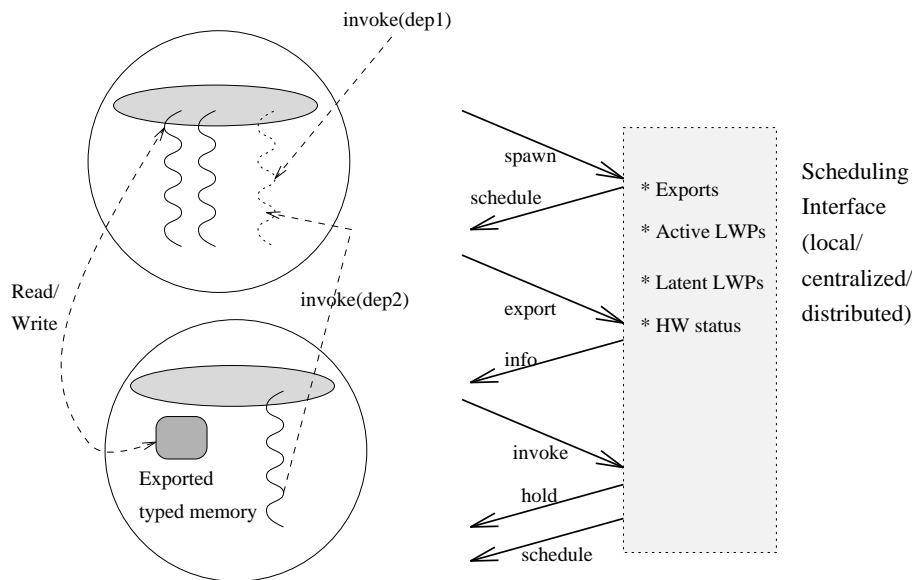 invoke(dep1)
Read/
Write
invoke(dep2)
Exported
typed memory
spawn
schedule
export
info
invoke
hold
schedule
* Exports
* Active LWPs
* Latent LWPs
* HW status
Scheduling
Interface
(local/
centralized/
distributed)